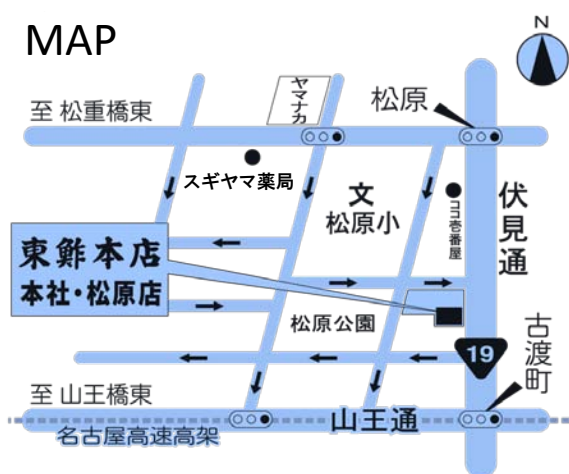 MAP
N
ヤマナカ
松原
至 松重橋東
スギヤマ薬局
文
松原小
ココ壱番屋
伏見通
東鮓本店
本社・松原店
松原公園
19
古渡町
至 山王橋東
山王通
名古屋高速高架